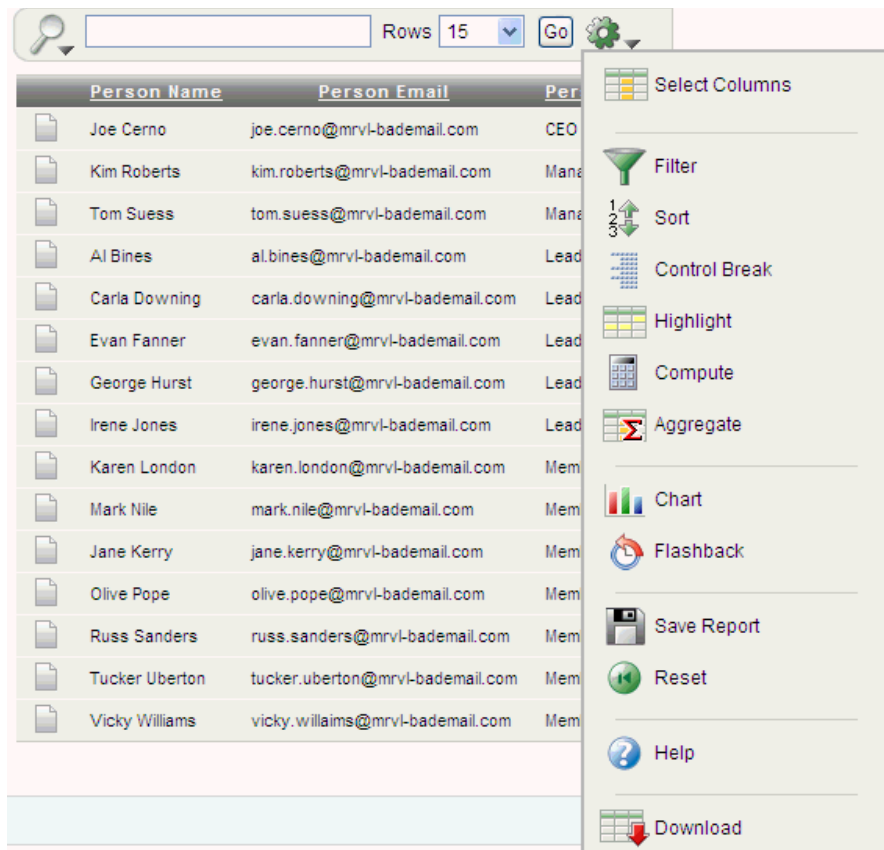 Rows 15 Go
Person Name Person Email Per
Joe Cerno joe.cerno@mrvl-bademail.com CEO
Kim Roberts kim.roberts@mrvl-bademail.com Mana
Tom Suess tom.suess@mrvl-bademail.com Mana
Al Bines al.bines@mrvl-bademail.com Lead
Carla Downing carla.downing@mrvl-bademail.com Lead
Evan Fanner evan.fanner@mrvl-bademail.com Lead
George Hurst george.hurst@mrvl-bademail.com Lead
Irene Jones irene.jones@mrvl-bademail.com Lead
Karen London karen.london@mrvl-bademail.com Mem
Mark Nile mark.nile@mrvl-bademail.com Mem
Jane Kerry jane.kerry@mrvl-bademail.com Mem
Olive Pope olive.pope@mrvl-bademail.com Mem
Russ Sanders russ.sanders@mrvl-bademail.com Mem
Tucker Uberton tucker.uberton@mrvl-bademail.com Mem
Vicky Williams vicky.willaims@mrvl-bademail.com Mem
Select Columns
Filter
1
2
3
Sort
Control Break
Highlight
Compute
Σ Aggregate
Chart
Flashback
Save Report
Reset
? Help
Download